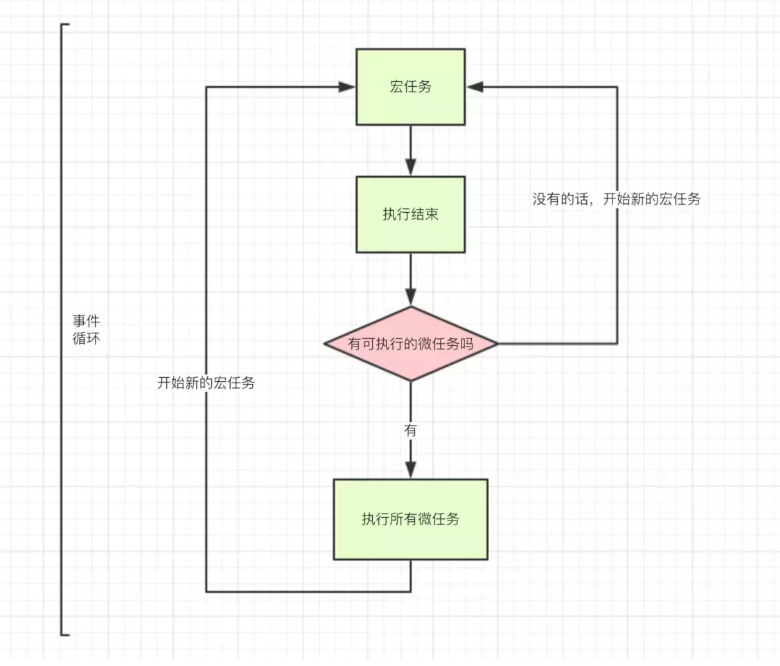 宏任务
执行结束
没有的话，开始新的宏任务
事件
循环
有可执行的微任务吗
开始新的宏任务
有
执行所有微任务